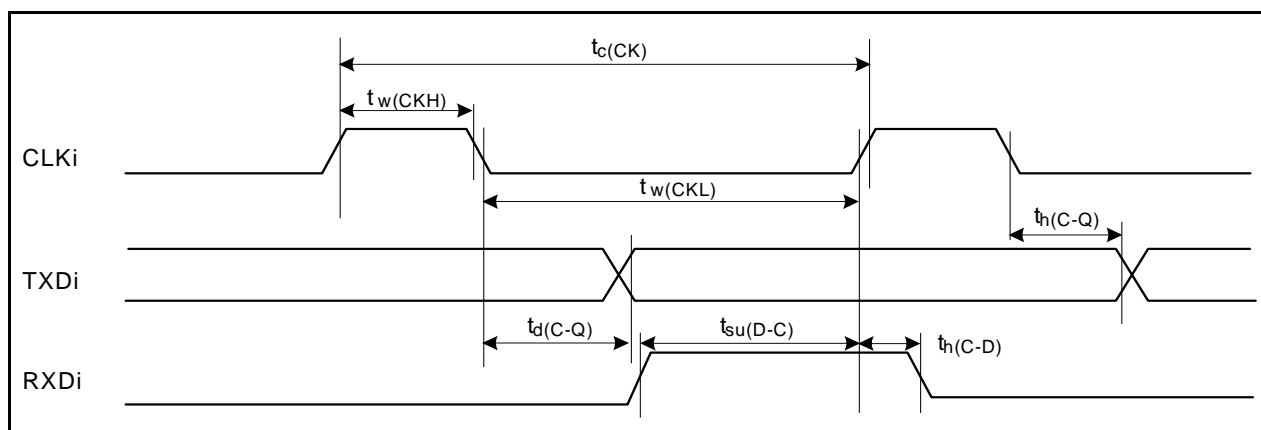 tc(CK)
tw(CKH)
CLKi
tw(CKL)
th(C-Q)
TXDi
td(C-Q)
tsu(D-C)
th(C-D)
RXDi